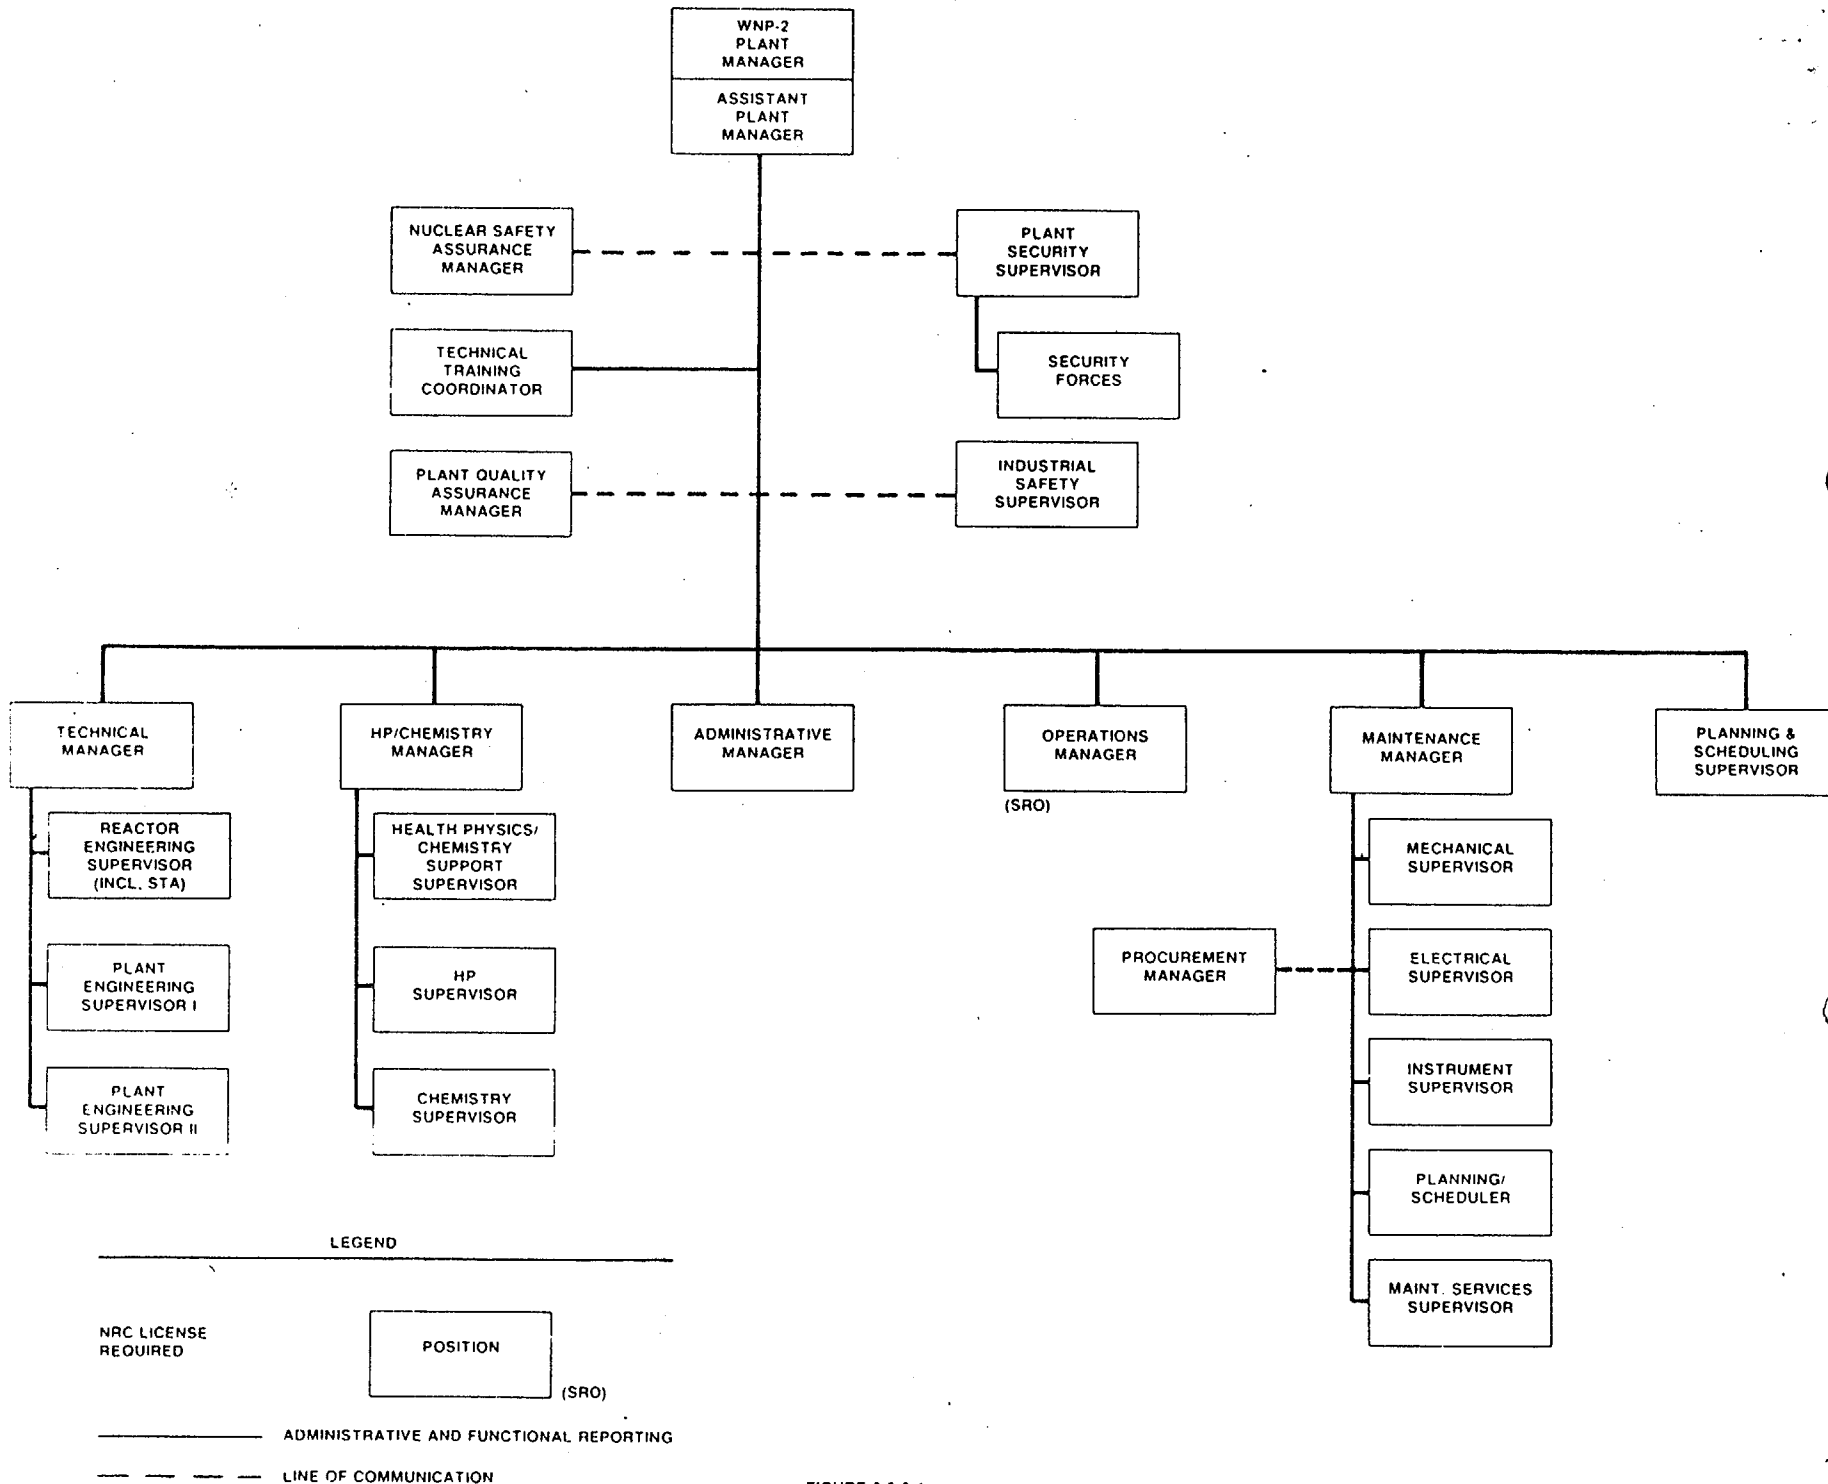 WNP-2
PLANT
MANAGER
ASSISTANT
PLANT
MANAGER
NUCLEAR SAFETY
ASSURANCE
MANAGER
PLANT
SECURITY
SUPERVISOR
TECHNICAL
TRAINING
COORDINATOR
SECURITY
FORCES
PLANT QUALITY
ASSURANCE
MANAGER
INDUSTRIAL
SAFETY
SUPERVISOR
TECHNICAL
MANAGER
HP/CHEMISTRY
MANAGER
ADMINISTRATIVE
MANAGER
OPERATIONS
MANAGER
(SRO)
MAINTENANCE
MANAGER
PLANNING &
SCHEDULING
SUPERVISOR
REACTOR
ENGINEERING
SUPERVISOR
(INCL. STA)
PLANT
ENGINEERING
SUPERVISOR I
PLANT
ENGINEERING
SUPERVISOR II
HEALTH PHYSICS/
CHEMISTRY
SUPPORT
SUPERVISOR
HP
SUPERVISOR
CHEMISTRY
SUPERVISOR
PROCUREMENT
MANAGER
MECHANICAL
SUPERVISOR
ELECTRICAL
SUPERVISOR
INSTRUMENT
SUPERVISOR
PLANNING/
SCHEDULER
MAINT. SERVICES
SUPERVISOR
LEGEND
NRC LICENSE
REQUIRED
POSITION
(SRO)
ADMINISTRATIVE AND FUNCTIONAL REPORTING
LINE OF COMMUNICATION
FIGURE